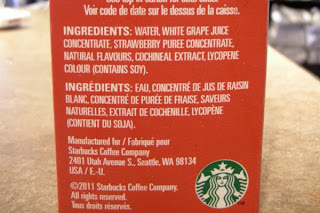 Voir code de date sur le dessus de la caisse.
INGREDIENTS: WATER, WHITE GRAPE JUICE
CONCENTRATE, STRAWBERRY PUREE CONCENTRATE,
NATURAL FLAVOURS, COCHINEAL EXTRACT, LYCOPENE
COLOUR (CONTAINS SOY).
INGRÉDIENTS: EAU, CONCENTRÉ DE JUS DE RAISIN
BLANC, CONCENTRÉ DE PURÉE DE FRAISE, SAVEURS
NATURELLES, EXTRAIT DE COCHENILLE, LYCOPÈNE
(CONTIENT DU SOJA).
Manufactured for / Fabriqué pour
Starbucks Coffee Company
2401 Utah Avenue S., Seattle, WA 98134
USA / É.-U.
©2011 Starbucks Coffee Company.
All rights reserved.
Tous droits réservés.